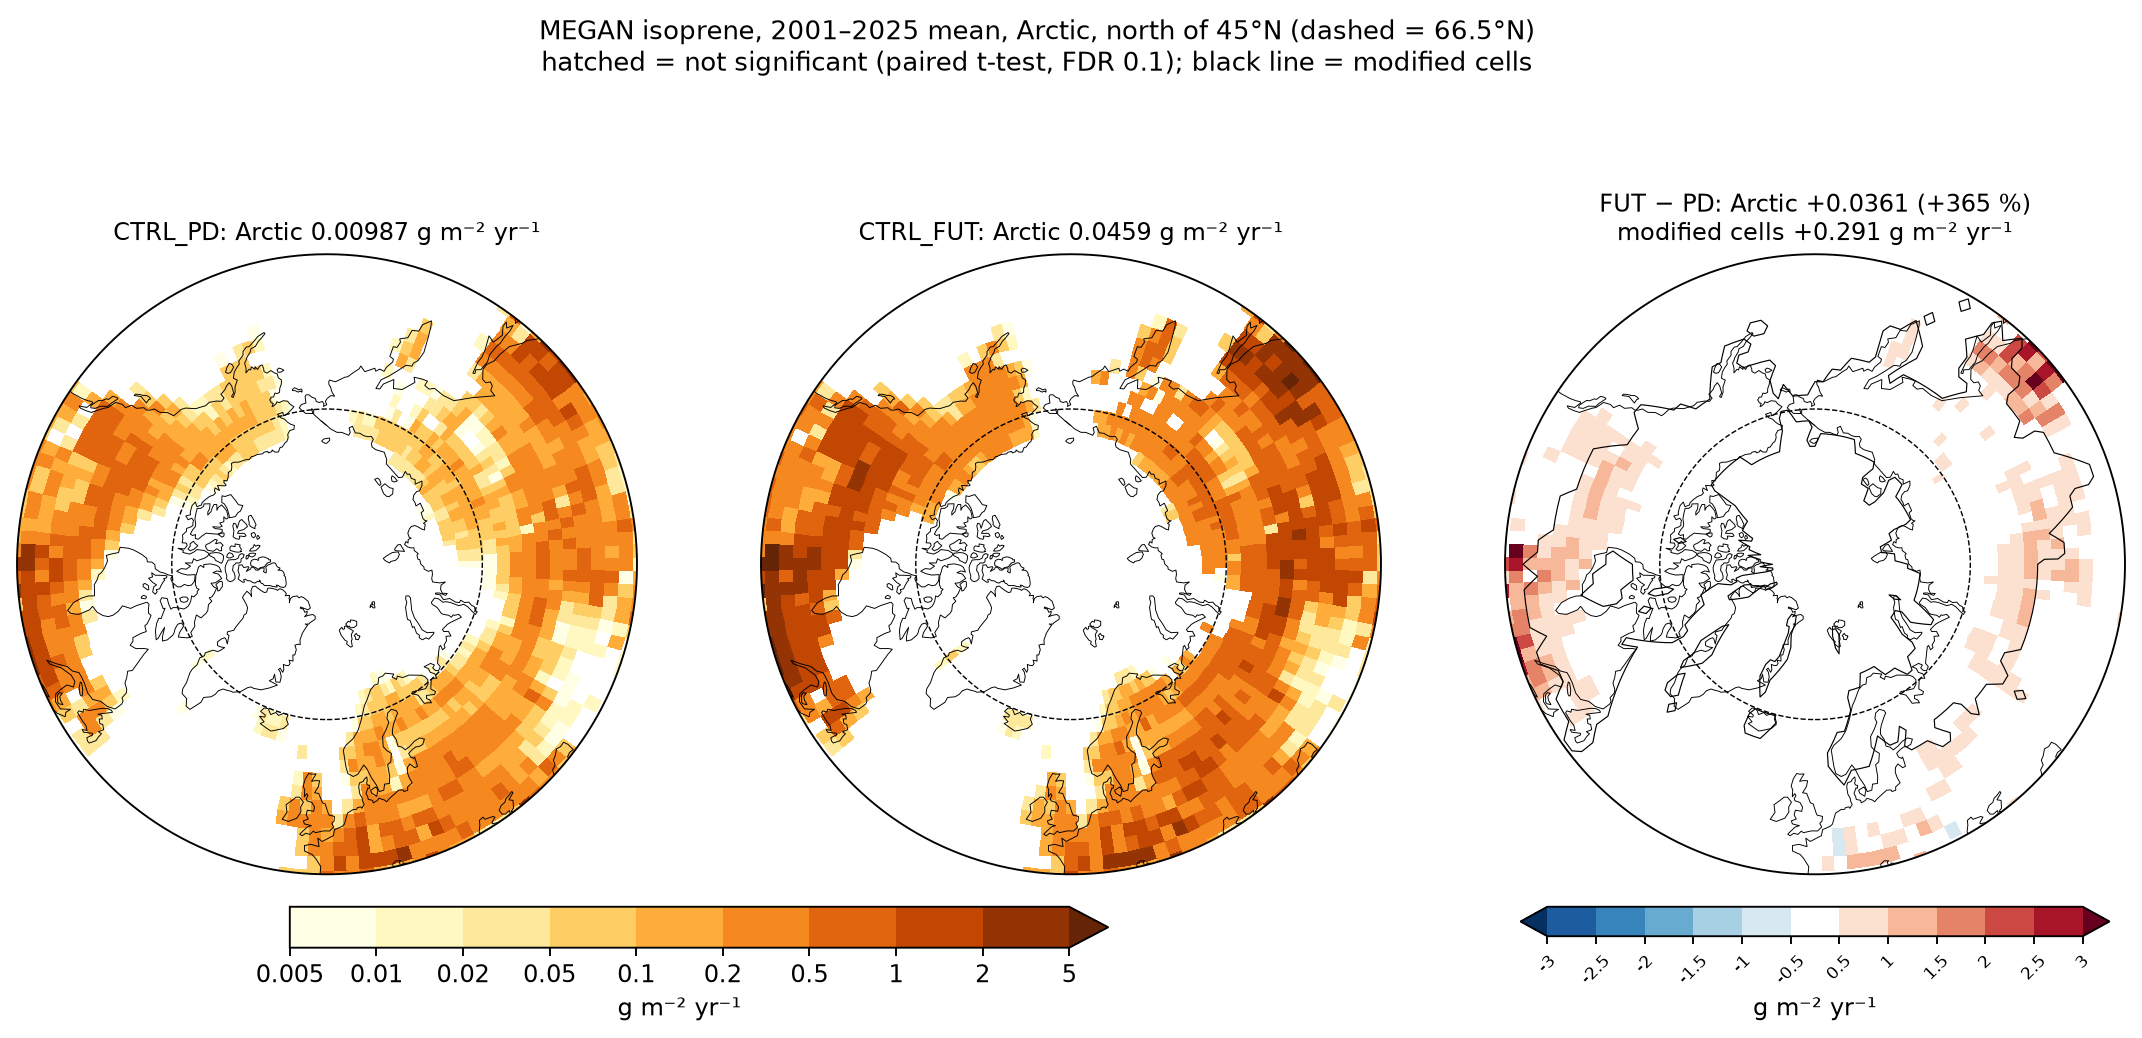 MEGAN isoprene, 2001–2025 mean, Arctic, north of 45°N (dashed = 66.5°N)
hatched = not significant (paired t-test, FDR 0.1); black line = modified cells
CTRL_PD: Arctic 0.00987 g m⁻² yr⁻¹
CTRL_FUT: Arctic 0.0459 g m⁻² yr⁻¹
FUT − PD: Arctic +0.0361 (+365 %)
modified cells +0.291 g m⁻² yr⁻¹
0.005 0.01 0.02 0.05 0.1 0.2 0.5 1 2 5
g m⁻² yr⁻¹
-3 -2.5 -2 -1.5 -1 -0.5 0.5 1 1.5 2 2.5 3
g m⁻² yr⁻¹